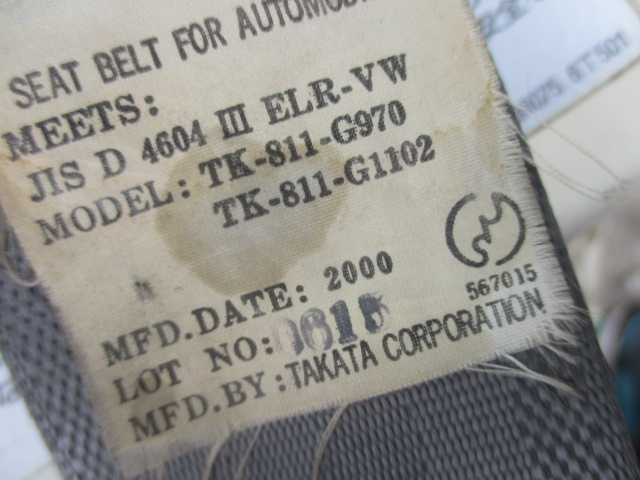 SEAT BELT FOR
MEETS:
JIS D 4604 III ELR-VW
MODEL: TK-811-G970
TK-811-G1102
MFD.DATE: 2000
567015
LOT NO:
MFD.BY: TAKATA CORPORATION